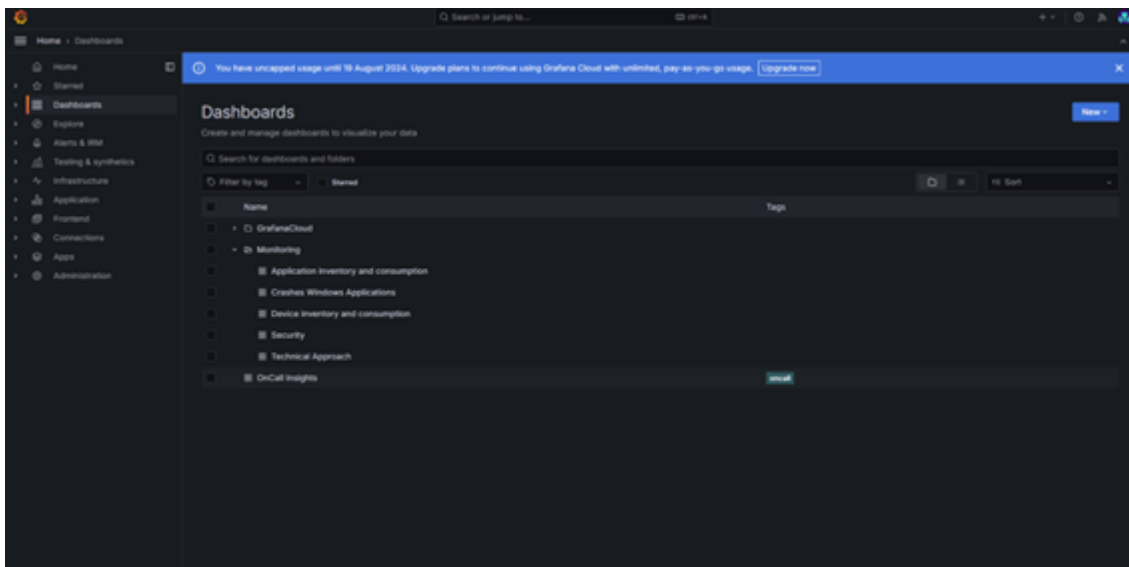 Search or jump to...
ctrl+k
Home › Dashboards
Home
Starred
Dashboards
Explore
Alerts & IRM
Testing & synthetics
Infrastructure
Application
Frontend
Connections
Apps
Administration
You have uncapped usage until 19 August 2024. Upgrade plans to continue using Grafana Cloud with unlimited, pay-as-you-go usage. Upgrade now
Dashboards
New
Create and manage dashboards to visualize your data
Search for dashboards and folders
Filter by tag
Starred
Sort
Name Tags
GrafanaCloud
Monitoring
Application inventory and consumption
Crashes Windows Applications
Device inventory and consumption
Security
Technical Approach
OnCall Insights oncall